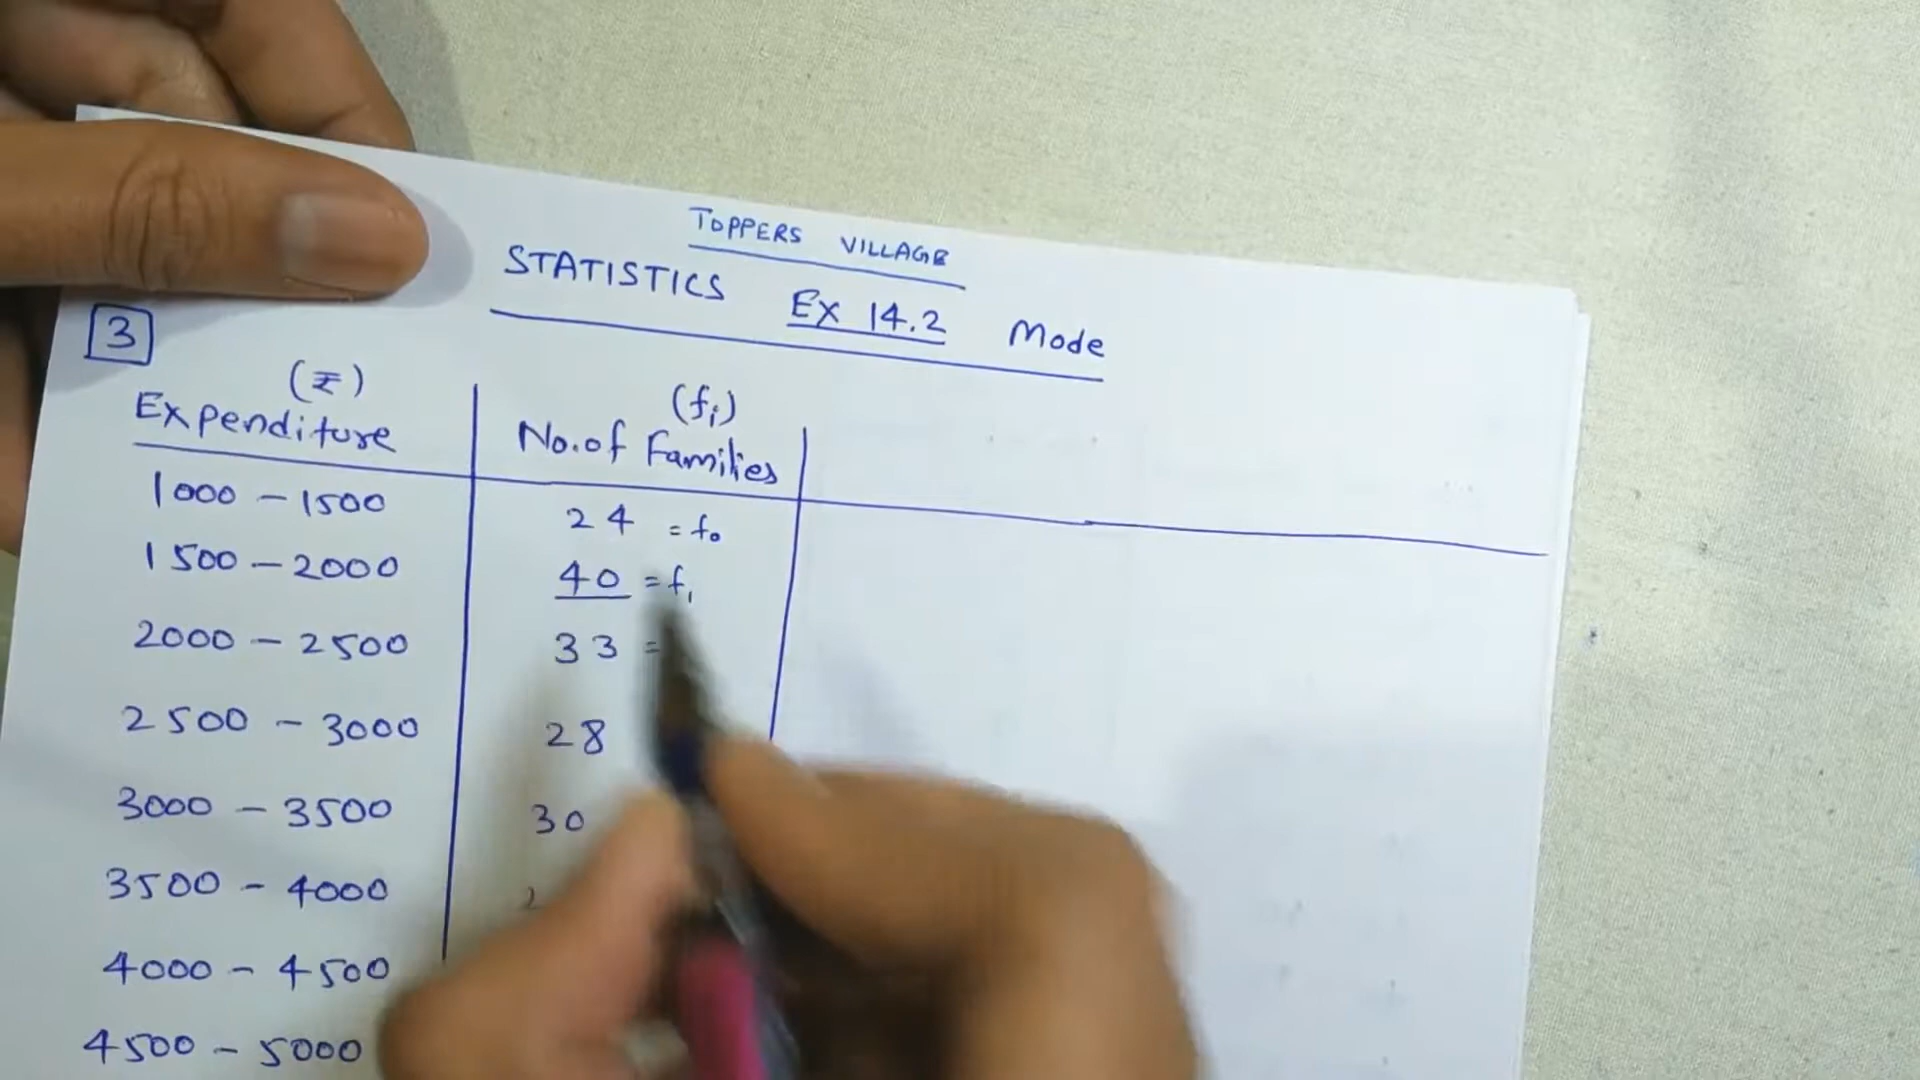 TOPPERS VILLAGE
STATISTICS Ex 14.2 Mode
3
(₹) (fi)
Expenditure No. of Families
1000 - 1500 24 = f₀
1500 - 2000 40 = f₁
2000 - 2500 33 =
2500 - 3000 28
3000 - 3500 30
3500 - 4000 2
4000 - 4500
4500 - 5000